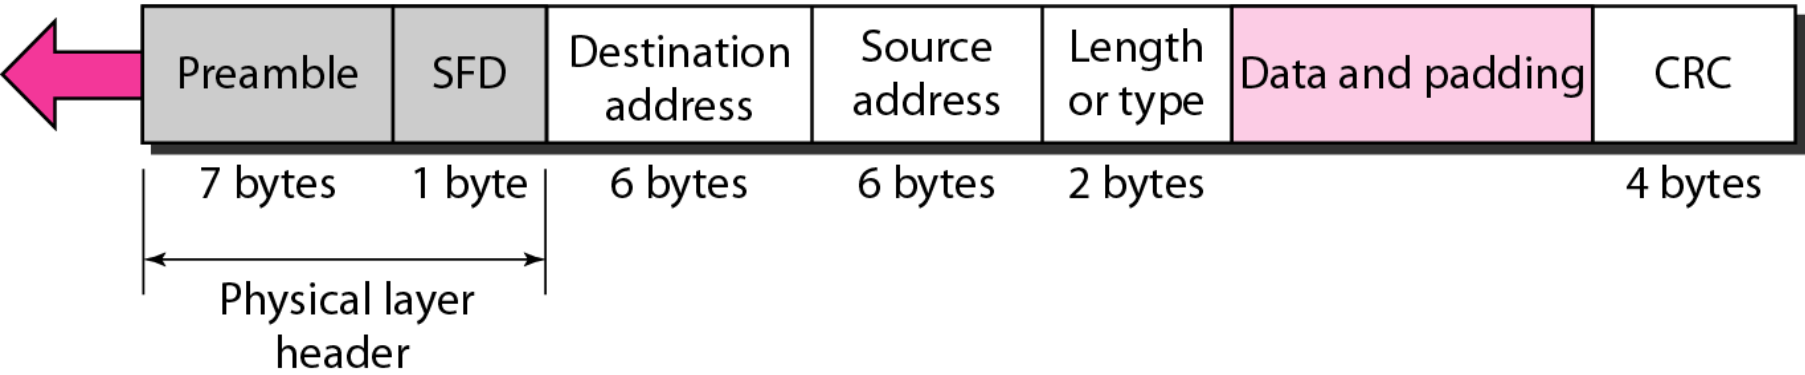 Preamble
SFD
Destination
address
Source
address
Length
or type
Data and padding
CRC
7 bytes
1 byte
6 bytes
6 bytes
2 bytes
4 bytes
Physical layer
header